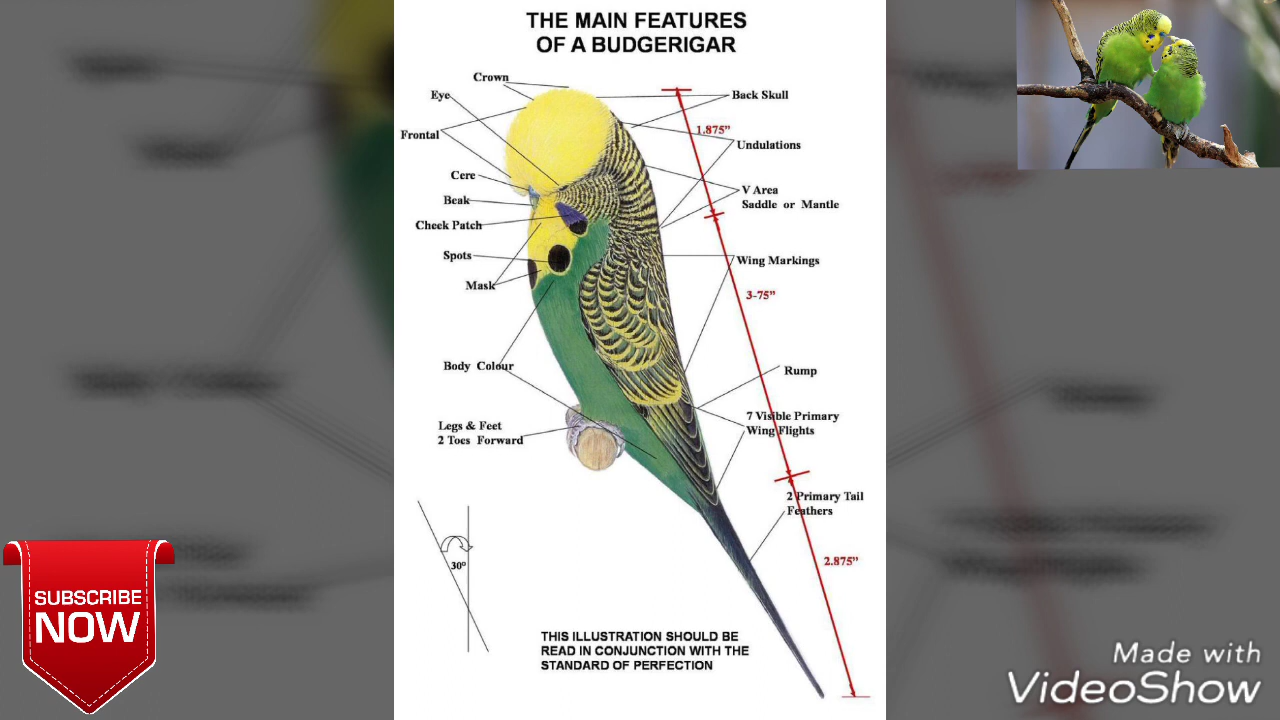 THE MAIN FEATURES
OF A BUDGERIGAR
Crown
Eye
Back Skull
Frontal
1.875”
Undulations
Cere
V Area
Saddle or Mantle
Beak
Cheek Patch
Spots
Wing Markings
Mask
3-75”
Body Colour
Rump
7 Visible Primary
Wing Flights
Legs & Feet
2 Toes Forward
2 Primary Tail
Feathers
30°
2.875”
THIS ILLUSTRATION SHOULD BE
READ IN CONJUNCTION WITH THE
STANDARD OF PERFECTION
SUBSCRIBE
NOW
Made with
VideoShow